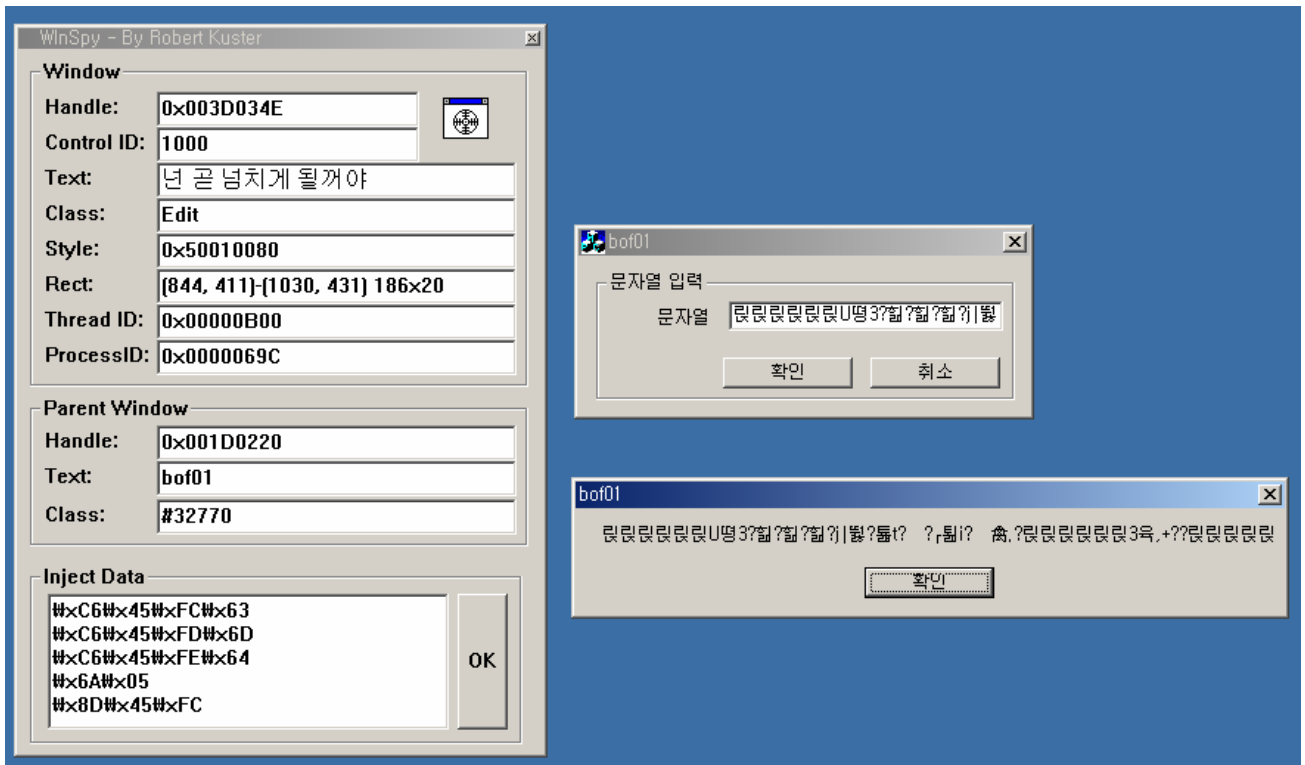 WInSpy - By Robert Kuster
Window
Handle: 0x003D034E
Control ID: 1000
Text: 넌 곧 넘치게 될꺼야
Class: Edit
Style: 0x50010080
Rect: (844, 411)-(1030, 431) 186x20
Thread ID: 0x00000B00
ProcessID: 0x0000069C
Parent Window
Handle: 0x001D0220
Text: bof01
Class: #32770
Inject Data
₩xC6₩x45₩xFC₩x63
₩xC6₩x45₩xFD₩x6D
₩xC6₩x45₩xFE₩x64
₩x6A₩x05
₩x8D₩x45₩xFC
OK
bof01
문자열 입력
문자열
확인 취소
bof01
확인